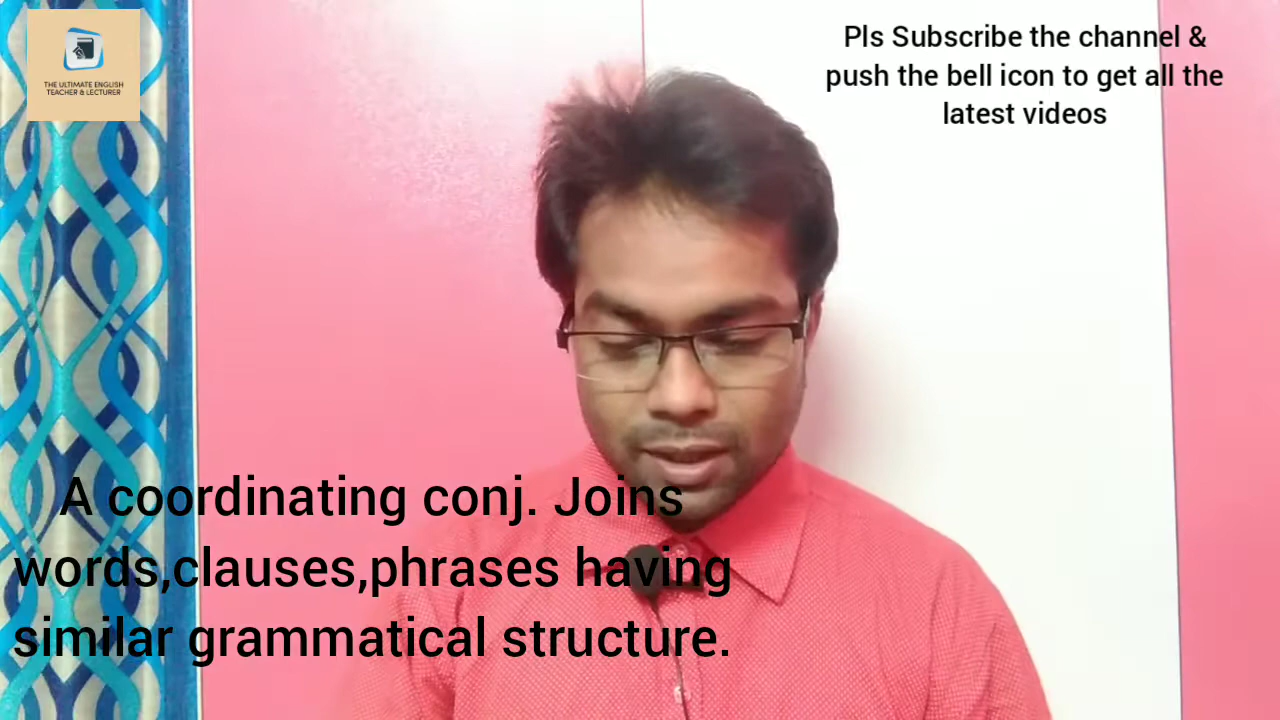 THE ULTIMATE ENGLISH
TEACHER & LECTURER
Pls Subscribe the channel &
push the bell icon to get all the
latest videos
A coordinating conj. Joins
words,clauses,phrases having
similar grammatical structure.